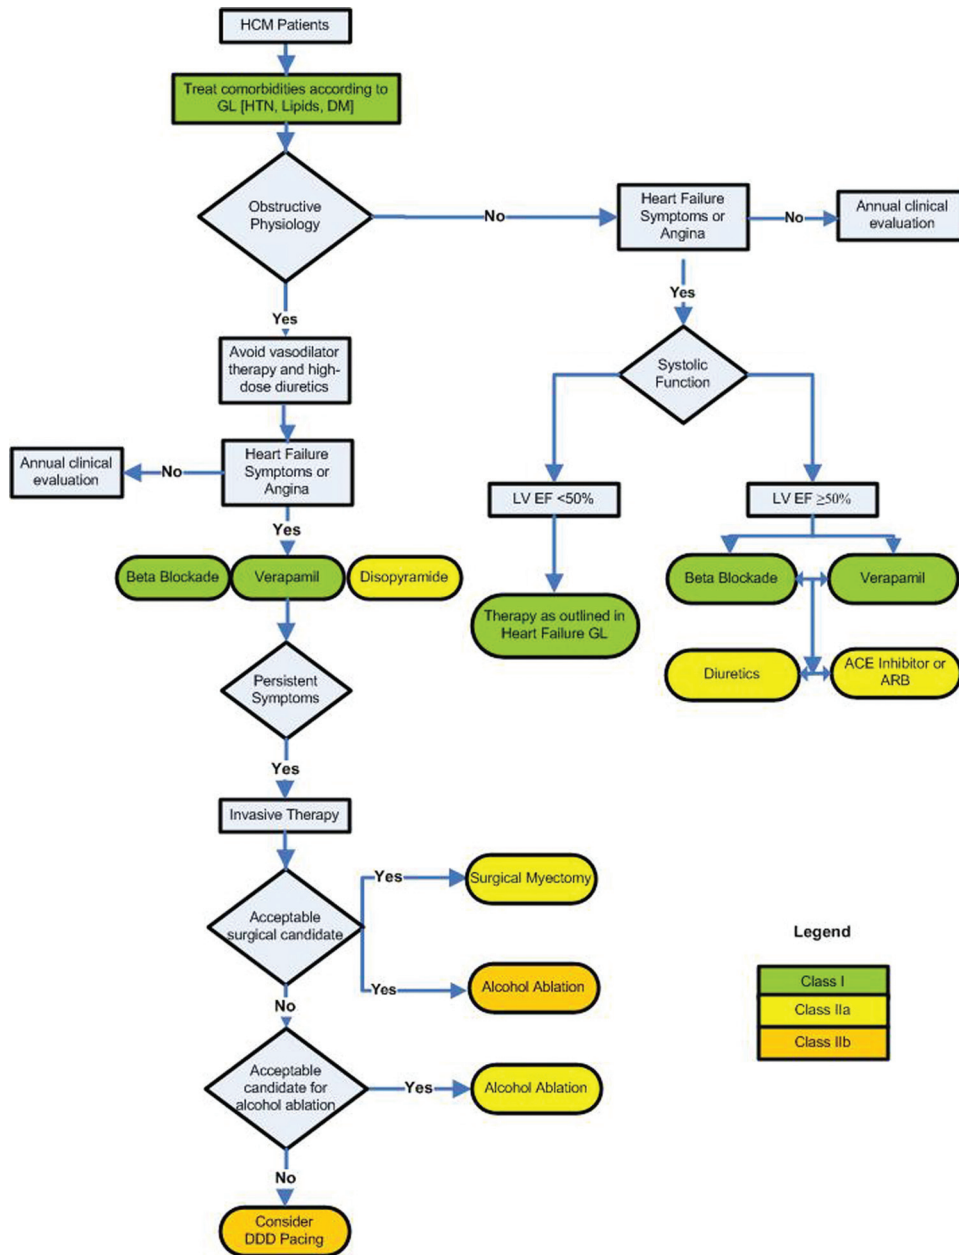 HCM Patients
Treat comorbidities according to
GL [HTN, Lipids, DM]
Obstructive
Physiology
No
Heart Failure
Symptoms or
Angina
No
Annual clinical
evaluation
Yes
Yes
Avoid vasodilator
therapy and high-
dose diuretics
Systolic
Function
Annual clinical
evaluation
No
Heart Failure
Symptoms or
Angina
LV EF <50%
LV EF ≥50%
Yes
Beta Blockade
Verapamil
Disopyramide
Beta Blockade
Verapamil
Therapy as outlined in
Heart Failure GL
Persistent
Symptoms
Diuretics
ACE Inhibitor or
ARB
Yes
Invasive Therapy
Acceptable
surgical candidate
Yes
Surgical Myectomy
Yes
Alcohol Ablation
No
Acceptable
candidate for
alcohol ablation
Yes
Alcohol Ablation
No
Consider
DDD Pacing
Legend
Class I
Class IIa
Class IIb